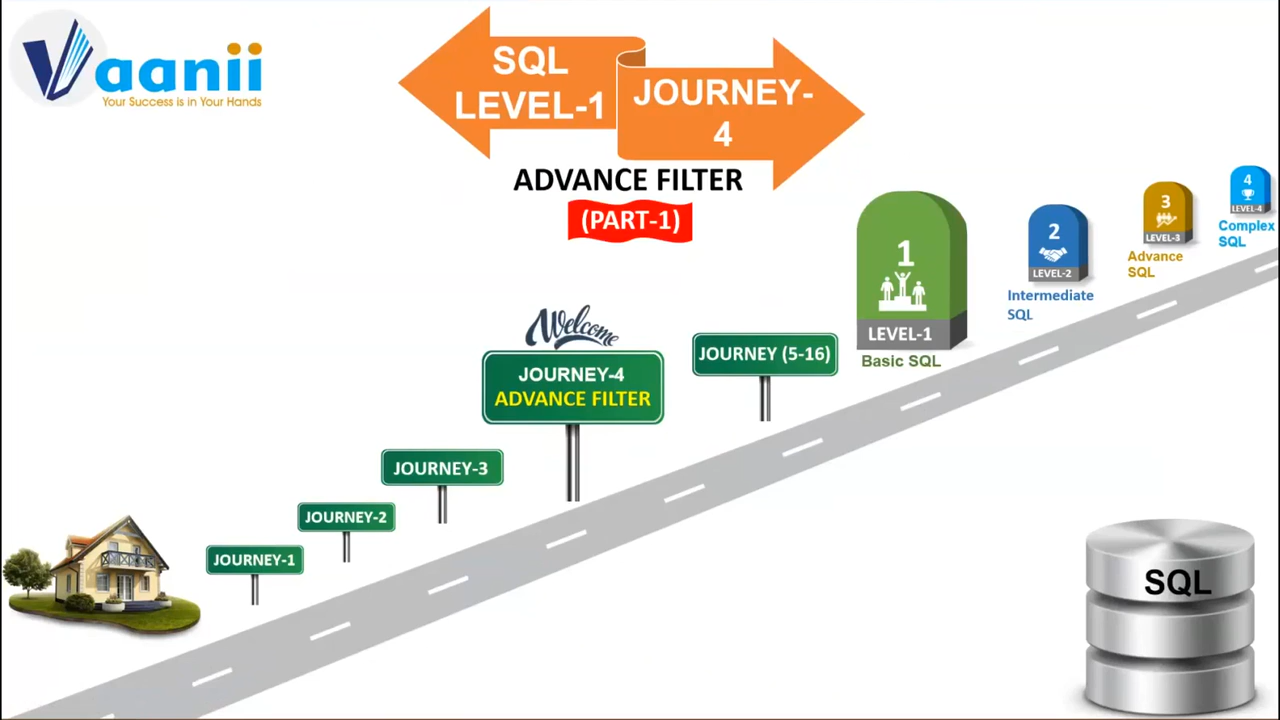 Vaanii
Your Success is in Your Hands
SQL
LEVEL-1
JOURNEY-
4
ADVANCE FILTER
(PART-1)
4
LEVEL-4
Complex
SQL
3
LEVEL-3
Advance
SQL
2
LEVEL-2
Intermediate
SQL
1
LEVEL-1
Basic SQL
Welcome
JOURNEY-4
ADVANCE FILTER
JOURNEY (5-16)
JOURNEY-3
JOURNEY-2
JOURNEY-1
SQL